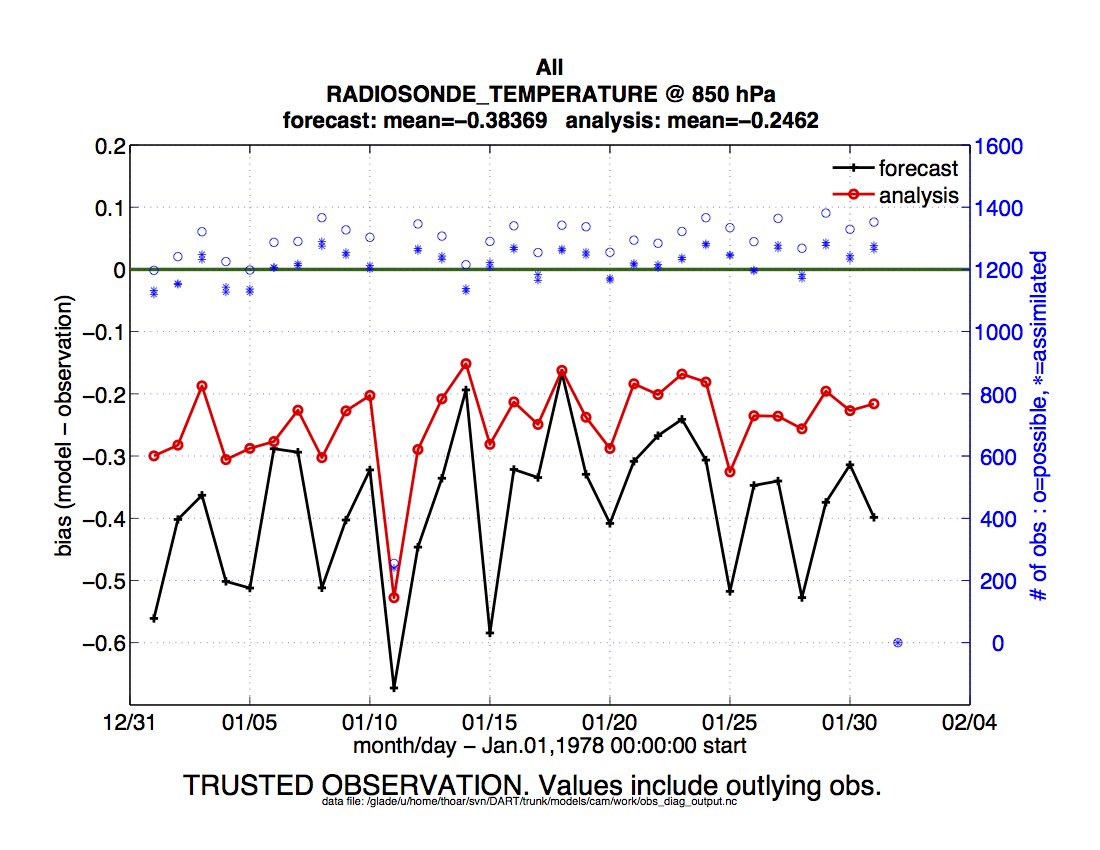 All
RADIOSONDE_TEMPERATURE @ 850 hPa
forecast: mean=−0.38369   analysis: mean=−0.2462
forecast
analysis
0.2
0.1
0
−0.1
−0.2
−0.3
−0.4
−0.5
−0.6
bias (model − observation)
1600
1400
1200
1000
800
600
400
200
0
# of obs : o=possible, *=assimilated
12/31 01/05 01/10 01/15 01/20 01/25 01/30 02/04
month/day − Jan.01,1978 00:00:00 start
TRUSTED OBSERVATION. Values include outlying obs.
data file: /glade/u/home/thoar/svn/DART/trunk/models/cam/work/obs_diag_output.nc